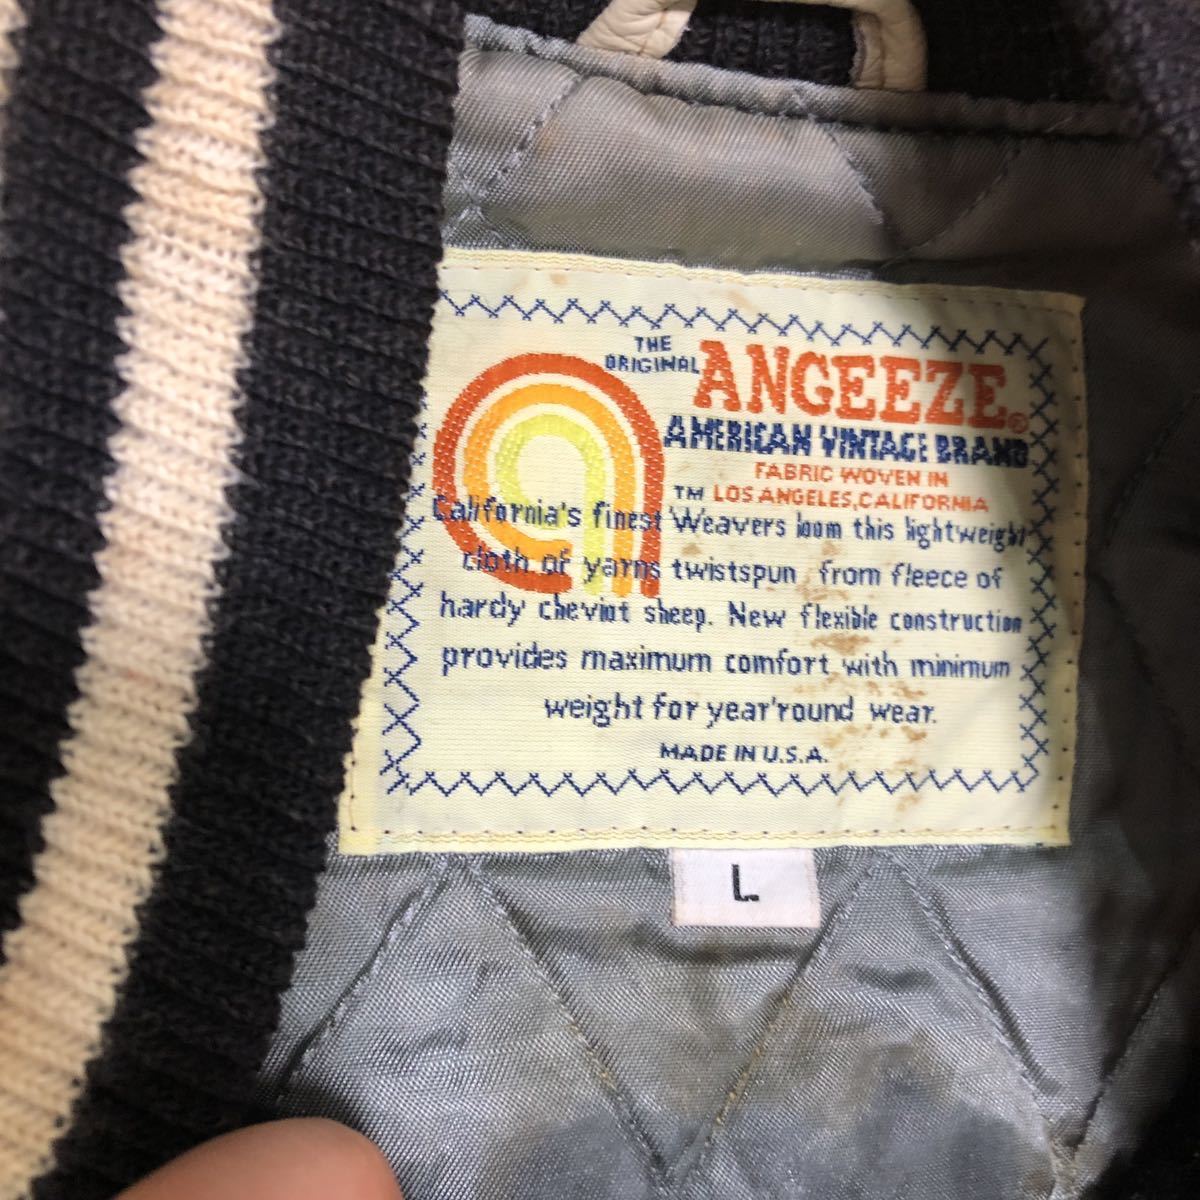 THE
ORIGINAL
ANGEEZE®
AMERICAN VINTAGE BRAND
FABRIC WOVEN IN
TM LOS ANGELES, CALIFORNIA
California's finest Weavers loom this lightweight
cloth of yarns twistspun from fleece of
hardy cheviot sheep. New flexible construction
provides maximum comfort with minimum
weight for year'round wear.
MADE IN U.S.A.
L